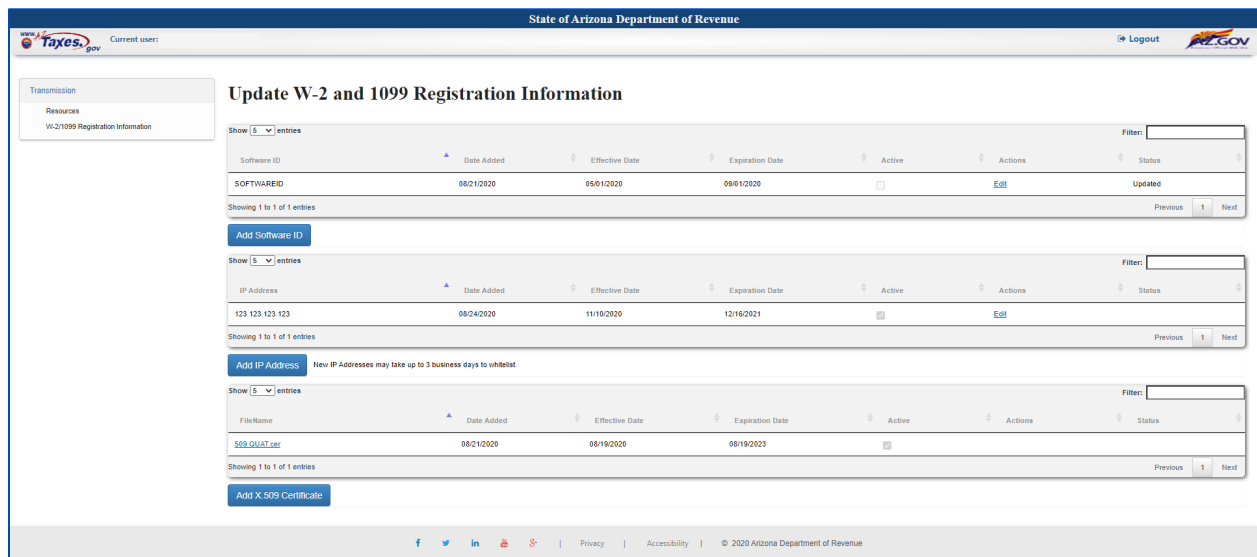 State of Arizona Department of Revenue
www. AZTaxes.gov Current user: Logout AZ.GOV
Transmission
Resources
W-2/1099 Registration Information
Update W-2 and 1099 Registration Information
Show 5 entries Filter:
Software ID Date Added Effective Date Expiration Date Active Actions Status
SOFTWAREID 08/21/2020 05/01/2020 09/01/2020 Edit Updated
Showing 1 to 1 of 1 entries Previous 1 Next
Add Software ID
Show 5 entries Filter:
IP Address Date Added Effective Date Expiration Date Active Actions Status
123.123.123.123 08/24/2020 11/10/2020 12/16/2021 Edit
Showing 1 to 1 of 1 entries Previous 1 Next
Add IP Address New IP Addresses may take up to 3 business days to whitelist.
Show 5 entries Filter:
FileName Date Added Effective Date Expiration Date Active Actions Status
509.QUAT.cer 08/21/2020 08/19/2020 08/19/2023
Showing 1 to 1 of 1 entries Previous 1 Next
Add X.509 Certificate
| Privacy | Accessibility | © 2020 Arizona Department of Revenue